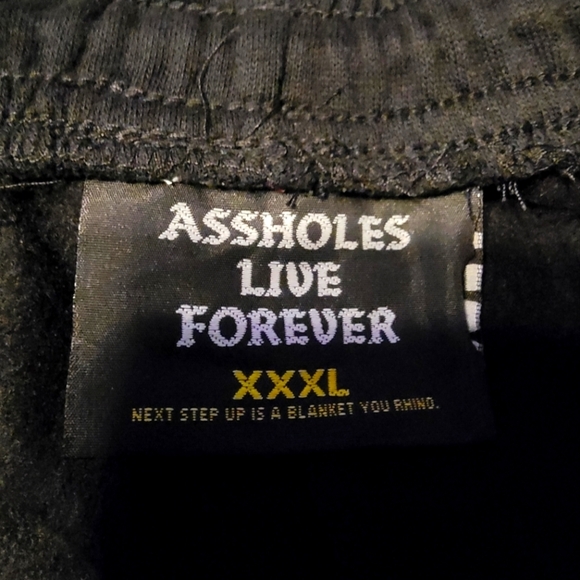 ASSHOLES
LIVE
FOREVER
XXXL
NEXT STEP UP IS A BLANKET YOU RHINO.